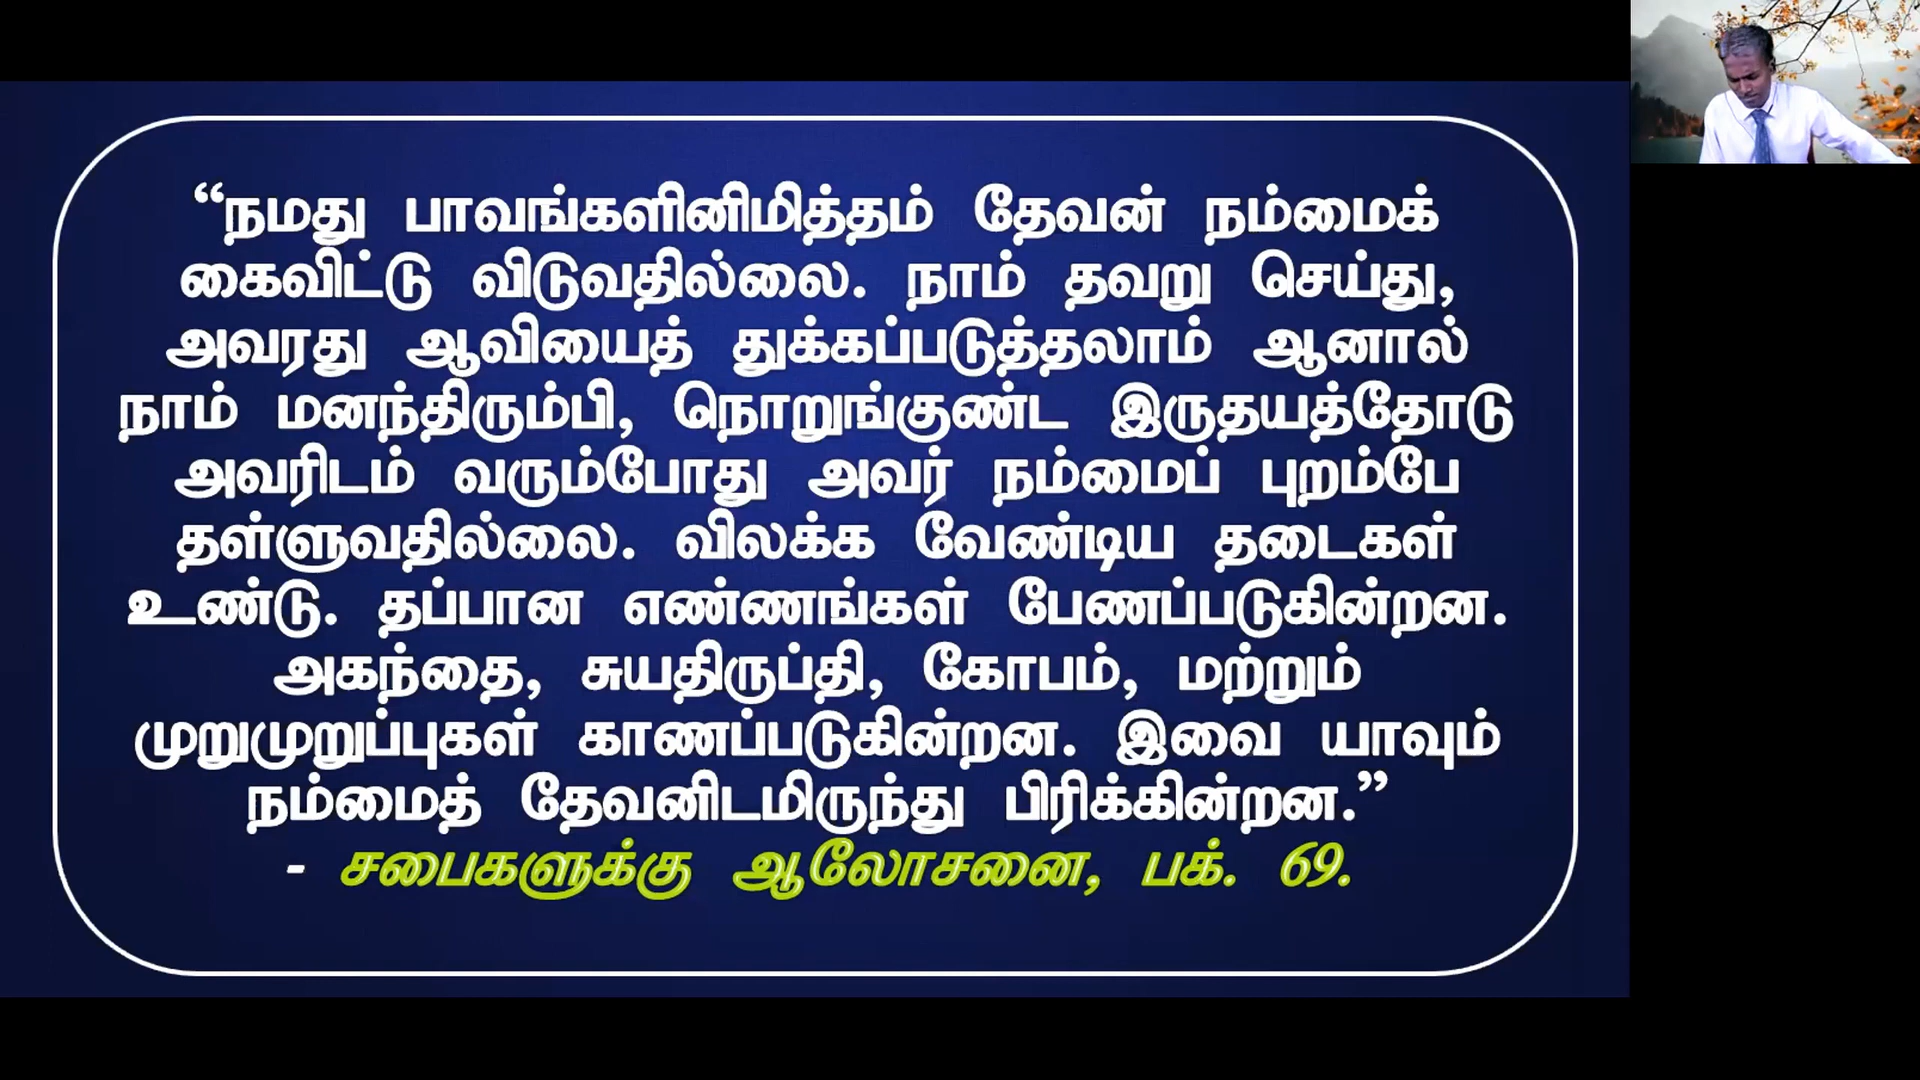 “நமது பாவங்களினிமித்தம் தேவன் நம்மைக்
கைவிட்டு விடுவதில்லை. நாம் தவறு செய்து,
அவரது ஆவியைத் துக்கப்படுத்தலாம் ஆனால்
நாம் மனந்திரும்பி, நொறுங்குண்ட இருதயத்தோடு
அவரிடம் வரும்போது அவர் நம்மைப் புறம்பே
தள்ளுவதில்லை. விலக்க வேண்டிய தடைகள்
உண்டு. தப்பான எண்ணங்கள் பேணப்படுகின்றன.
அகந்தை, சுயதிருப்தி, கோபம், மற்றும்
முறுமுறுப்புகள் காணப்படுகின்றன. இவை யாவும்
நம்மைத் தேவனிடமிருந்து பிரிக்கின்றன.”
- சபைகளுக்கு ஆலோசனை, பக். 69.